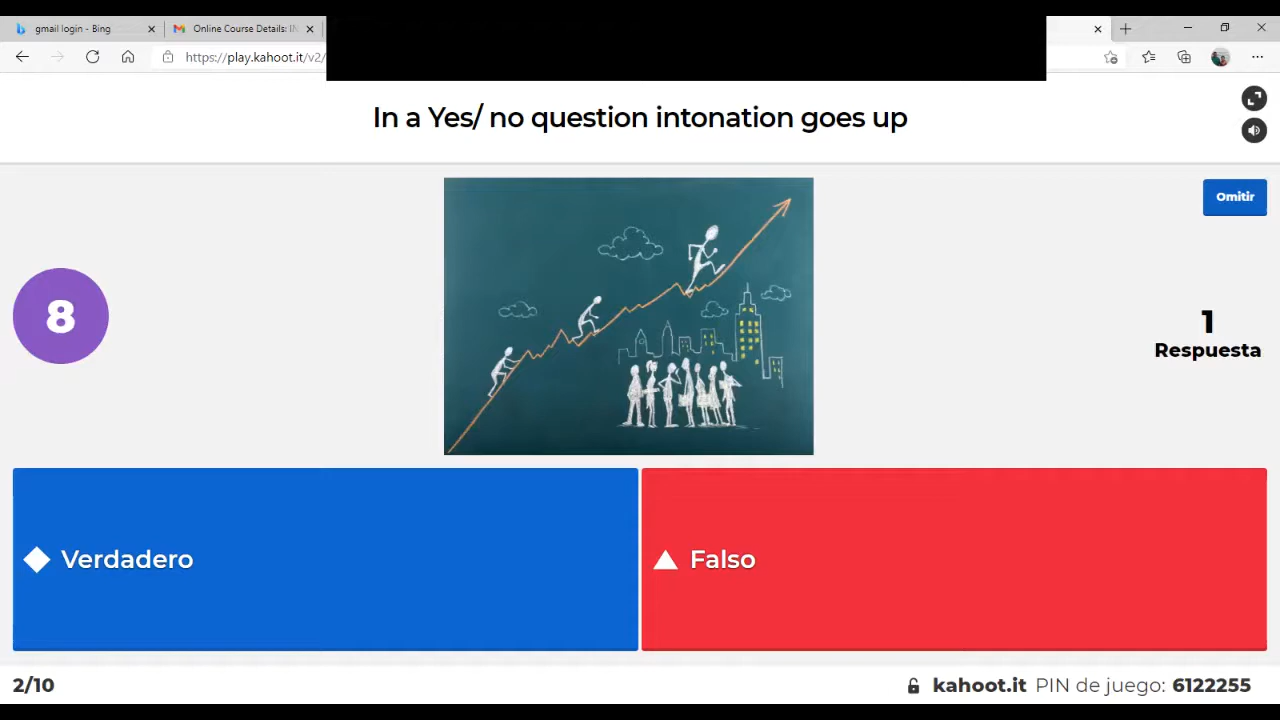 gmail login - Bing
Online Course Details: IN
https://play.kahoot.it/v2/
In a Yes/ no question intonation goes up
Omitir
8
1
Respuesta
Verdadero
Falso
2/10
kahoot.it PIN de juego: 6122255